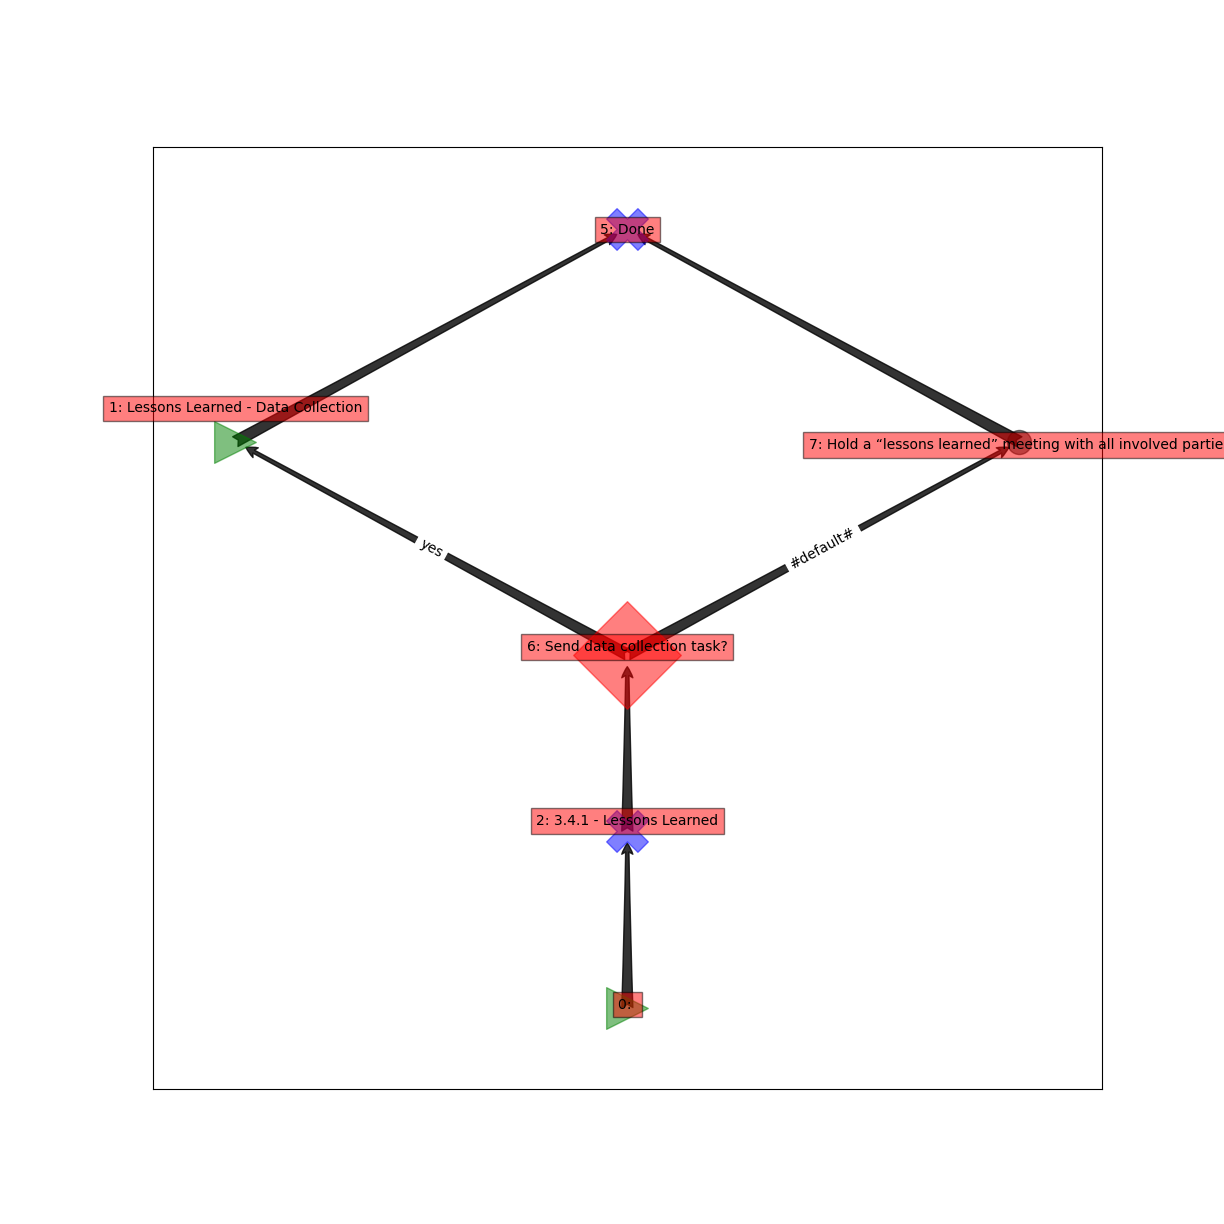 5: Done
1: Lessons Learned - Data Collection
7: Hold a “lessons learned” meeting with all involved partie
#default#
yes
6: Send data collection task?
2: 3.4.1 - Lessons Learned
0: